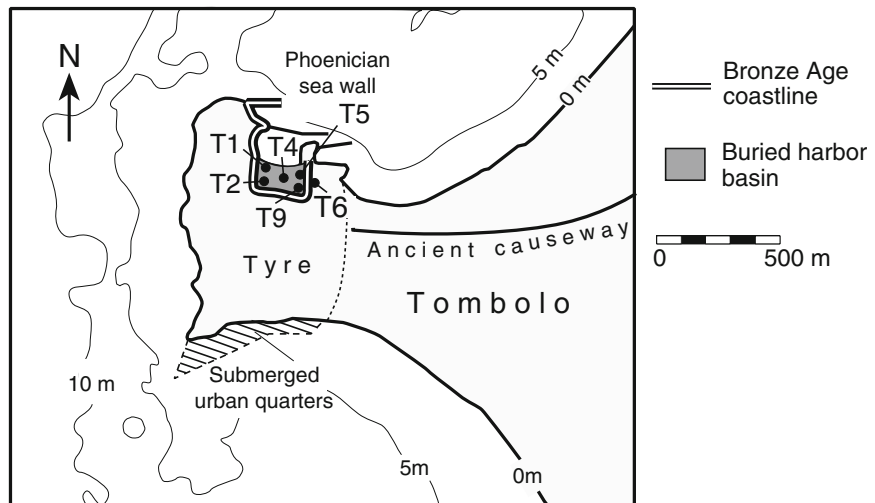 N
Phoenician
sea wall
T5
T1
T4
T2
T9
T6
5 m
0 m
Ancient causeway
Tyre
Tombolo
10 m
Submerged
urban quarters
5m
0m
Bronze Age
coastline
Buried harbor
basin
0 500 m